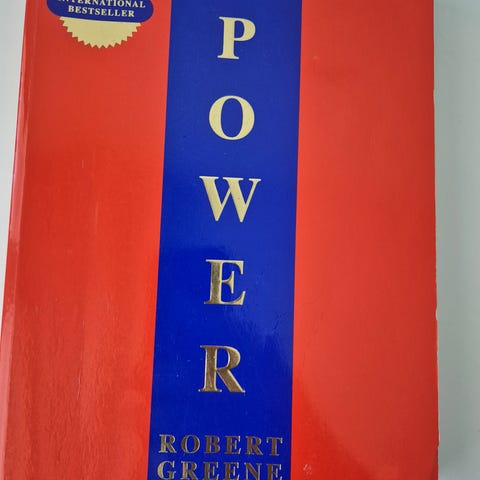 INTERNATIONAL
BESTSELLER
P
O
W
E
R
ROBERT
GREENE